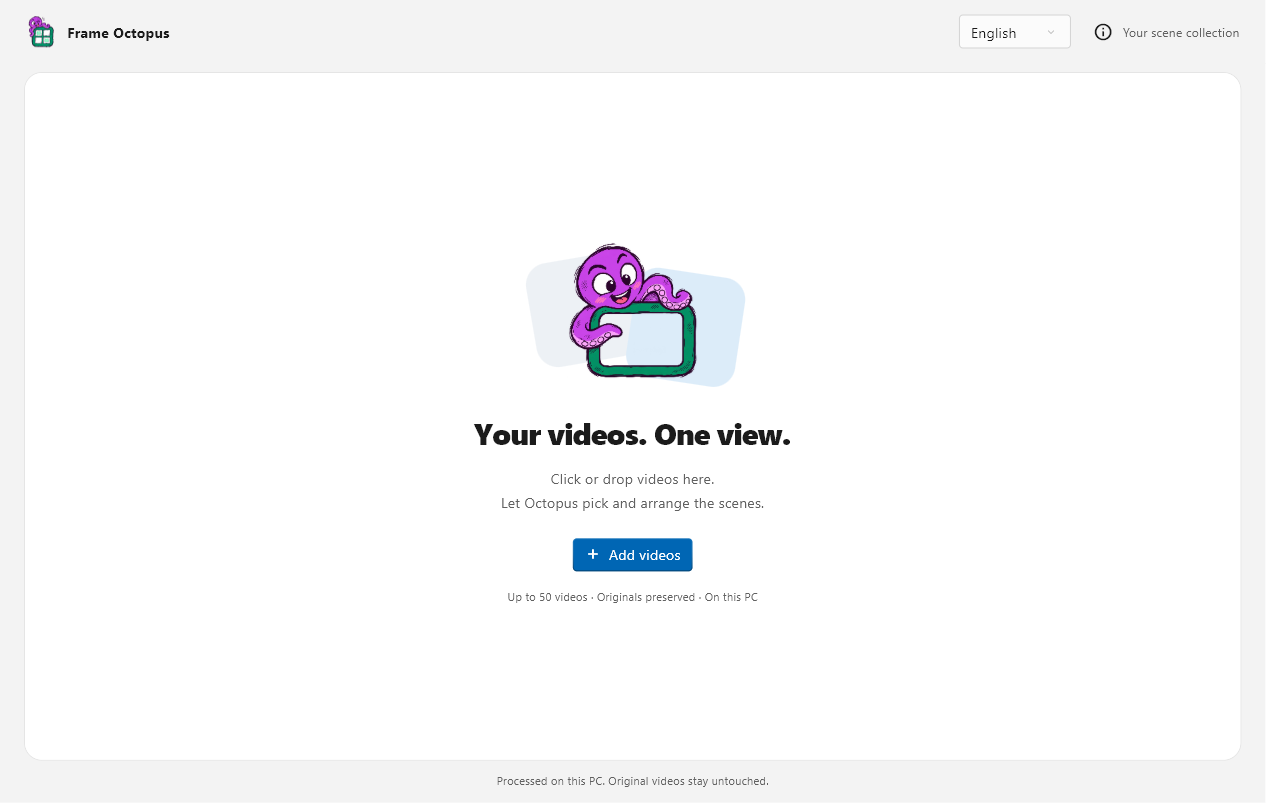 Frame Octopus
English
Your scene collection
Your videos. One view.
Click or drop videos here.
Let Octopus pick and arrange the scenes.
+ Add videos
Up to 50 videos · Originals preserved · On this PC
Processed on this PC. Original videos stay untouched.